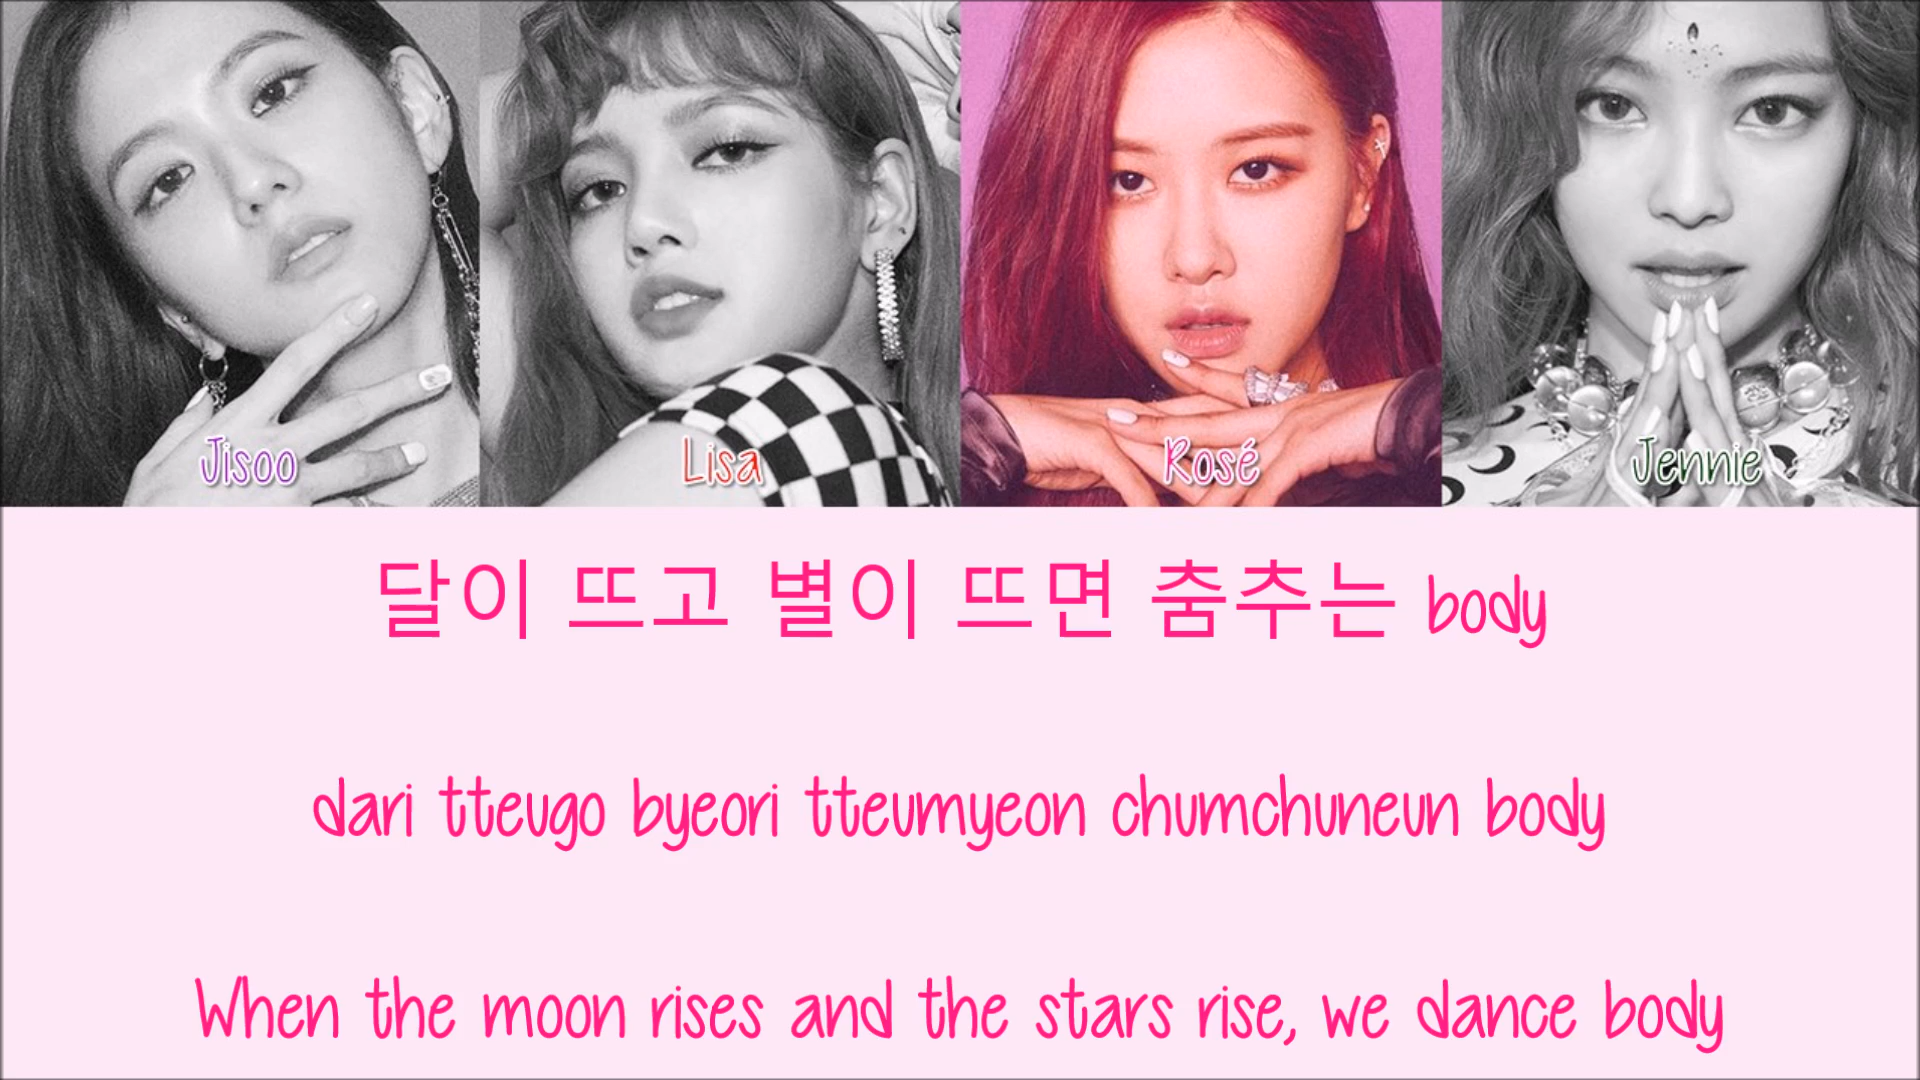 Jisoo
Lisa
Rosé
Jennie
달이 뜨고 별이 뜨면 춤추는 body
dari tteugo byeori tteumyeon chumchuneun body
When the moon rises and the stars rise, we dance body